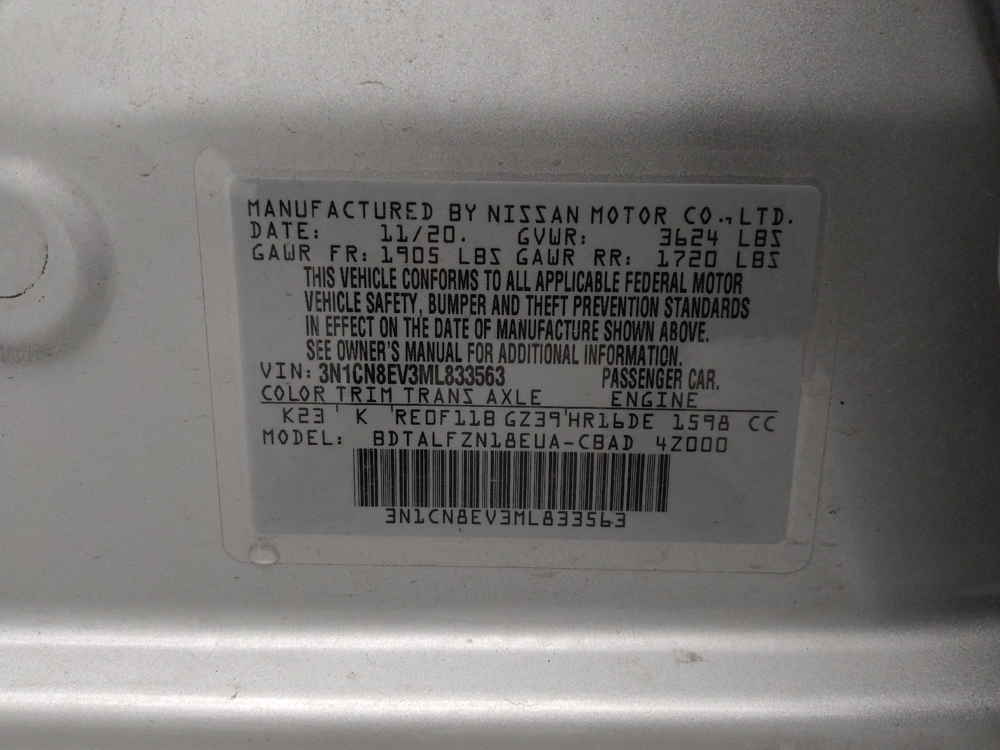 MANUFACTURED BY NISSAN MOTOR CO., LTD.
DATE: 11/20. GVWR: 3624 LBS
GAWR FR: 1905 LBS GAWR RR: 1720 LBS
THIS VEHICLE CONFORMS TO ALL APPLICABLE FEDERAL MOTOR
VEHICLE SAFETY, BUMPER AND THEFT PREVENTION STANDARDS
IN EFFECT ON THE DATE OF MANUFACTURE SHOWN ABOVE.
SEE OWNER'S MANUAL FOR ADDITIONAL INFORMATION.
VIN: 3N1CN8EV3ML833563 PASSENGER CAR.
COLOR TRIM TRANS AXLE ENGINE
K23 ' K 'RE0F11B GZ39'HR16DE 1598 CC
MODEL: BDTALFZN18EUA-CBAD 4Z000
3N1CN8EV3ML833563